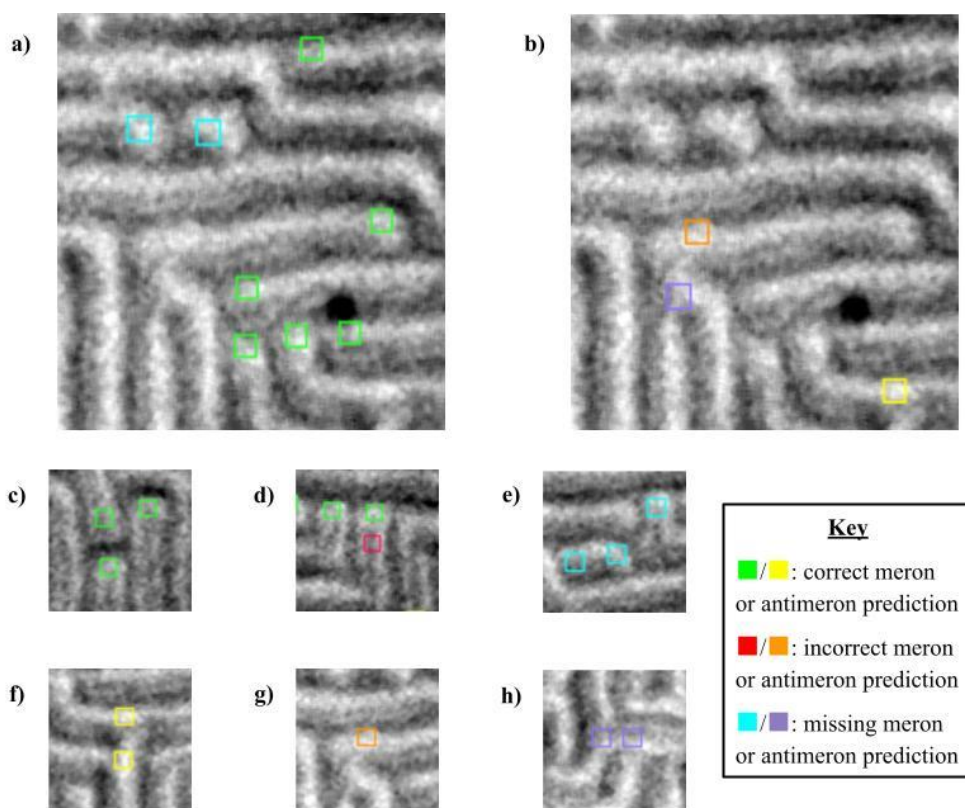 a)
b)
c)
d)
e)
Key
/ : correct meron
or antimeron prediction
/ : incorrect meron
or antimeron prediction
/ : missing meron
or antimeron prediction
f)
g)
h)